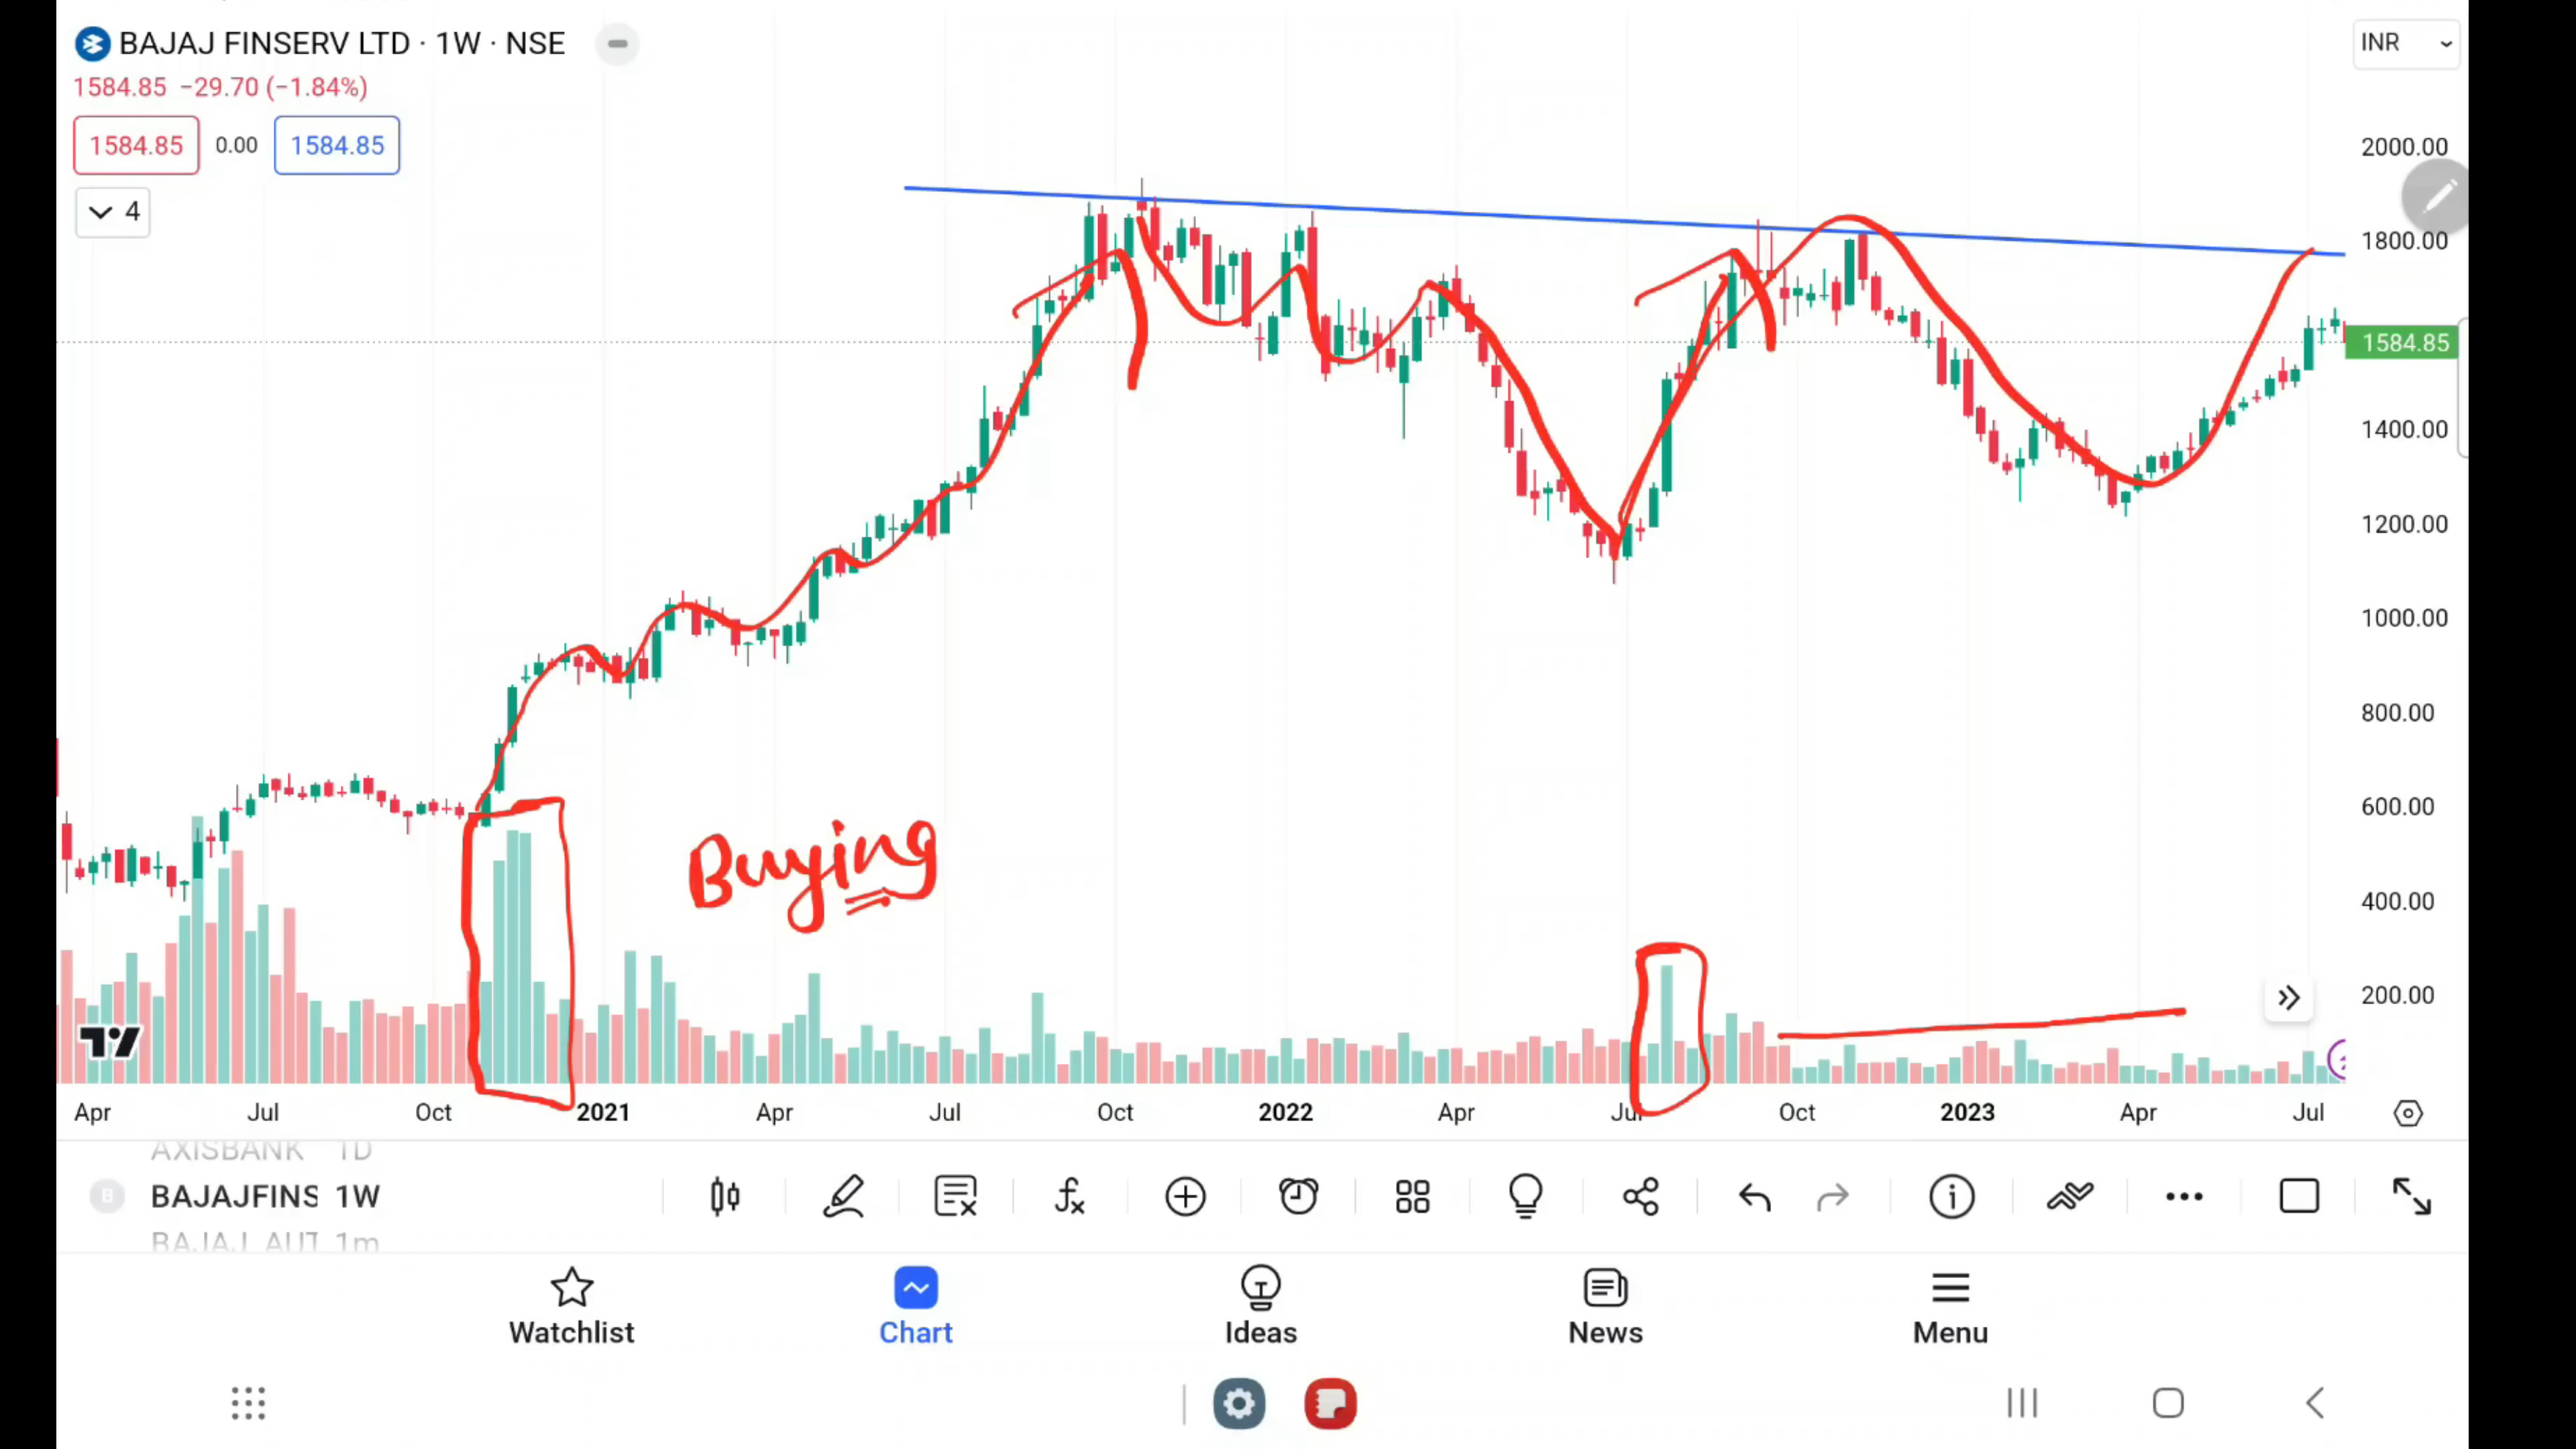 BAJAJ FINSERV LTD · 1W · NSE
INR
1584.85 −29.70 (−1.84%)
1584.85 0.00 1584.85
4
2000.00
1800.00
1584.85
1400.00
1200.00
1000.00
800.00
600.00
400.00
200.00
Buying
Apr Jul Oct 2021 Apr Jul Oct 2022 Apr Jul Oct 2023 Apr Jul
AXISBANK 1D
B BAJAJFINS 1W
BAJAJ AUT 1m
Watchlist Chart Ideas News Menu